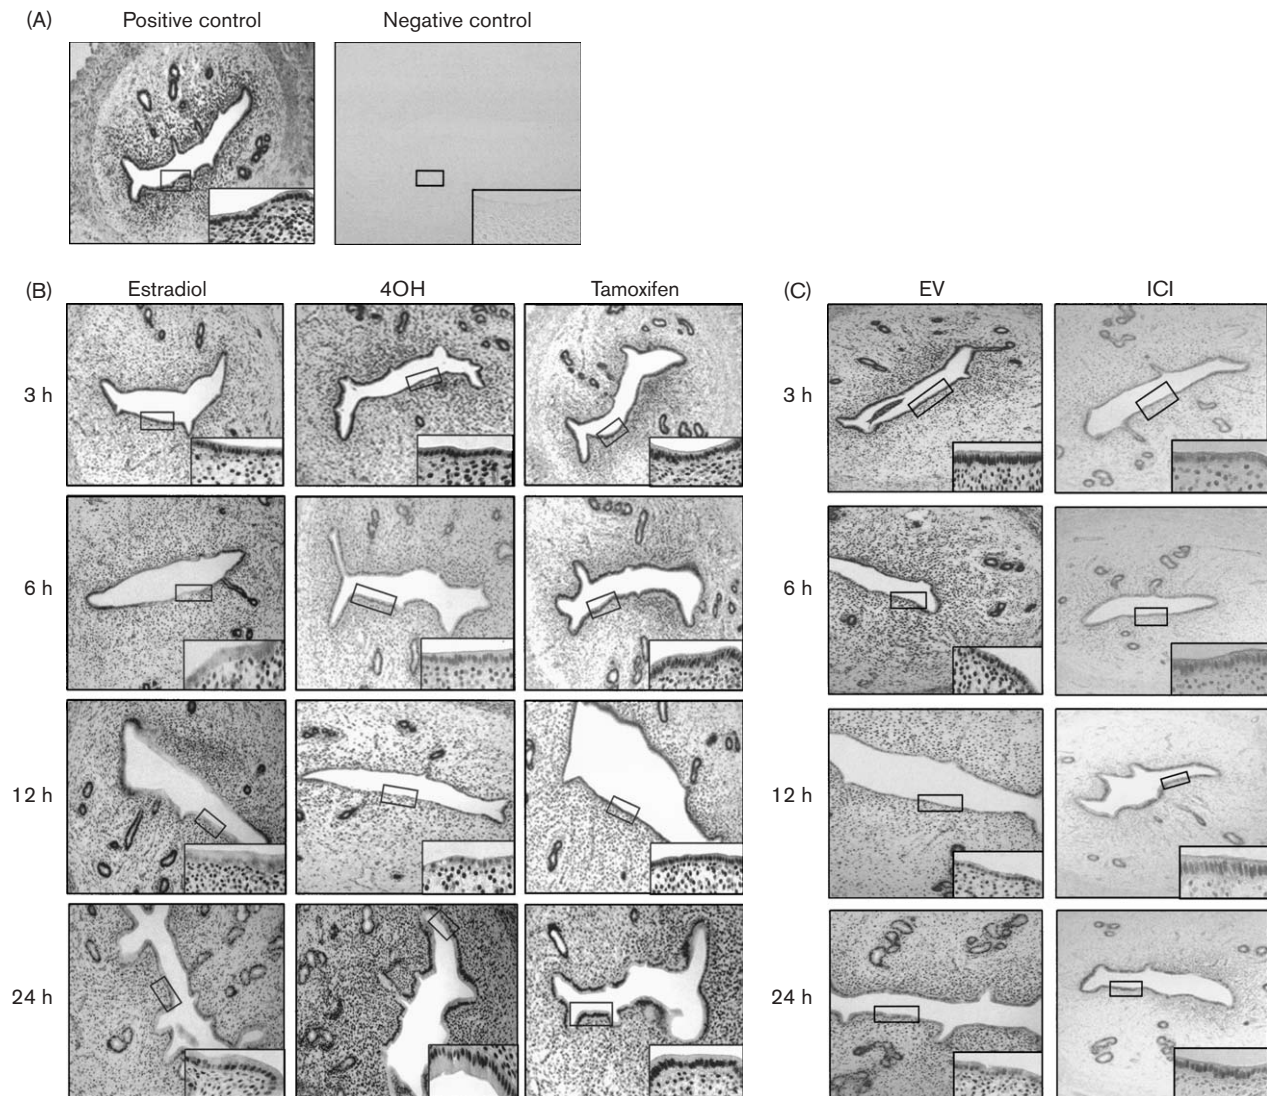 (A) Positive control Negative control
(B) Estradiol 4OH Tamoxifen (C) EV ICI
3 h 3 h
6 h 6 h
12 h 12 h
24 h 24 h